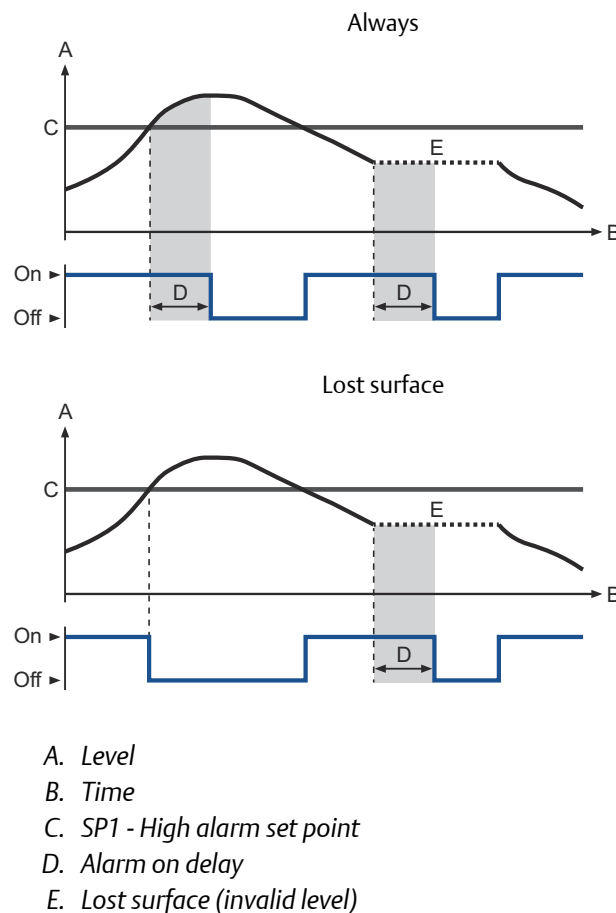 Always
A
C
E
B
On ►
D
D
Off ►
Lost surface
A
C
E
B
On ►
D
Off ►
A. Level
B. Time
C. SP1 - High alarm set point
D. Alarm on delay
E. Lost surface (invalid level)